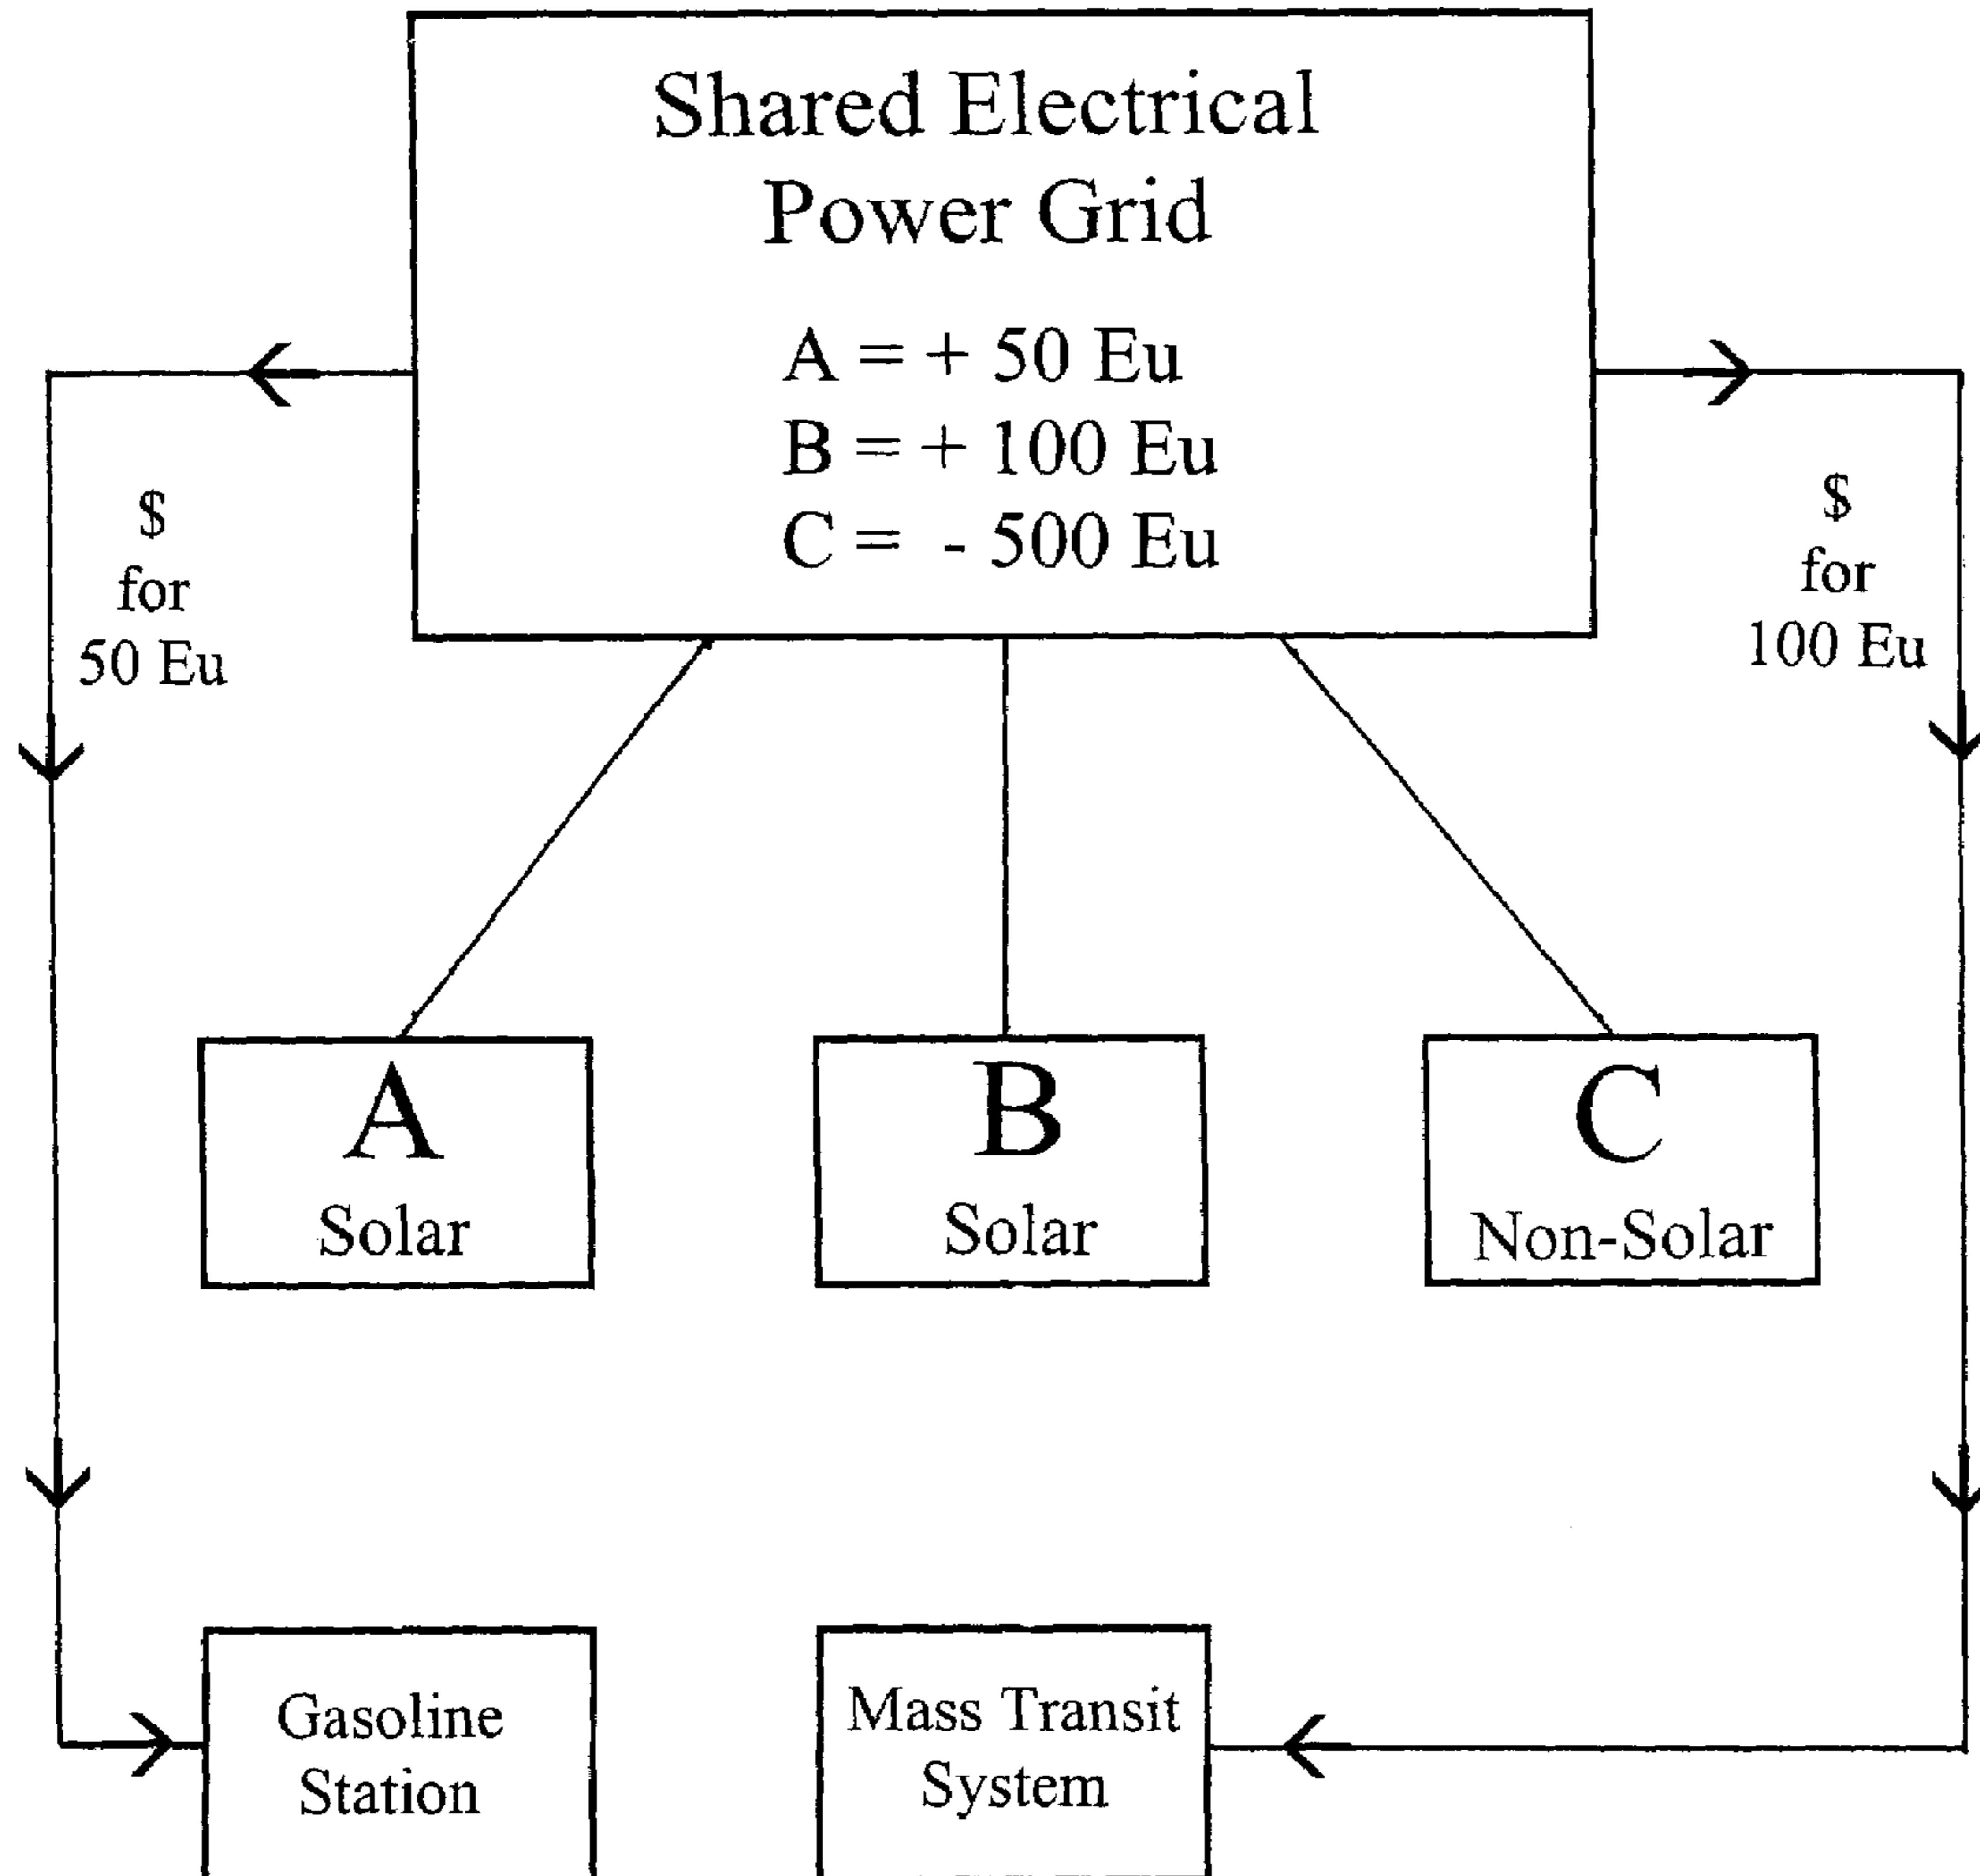 Shared Electrical
Power Grid
A = + 50 Eu
B = + 100 Eu
C = - 500 Eu
$
for
50 Eu
$
for
100 Eu
A
Solar
B
Solar
C
Non-Solar
Gasoline
Station
Mass Transit
System